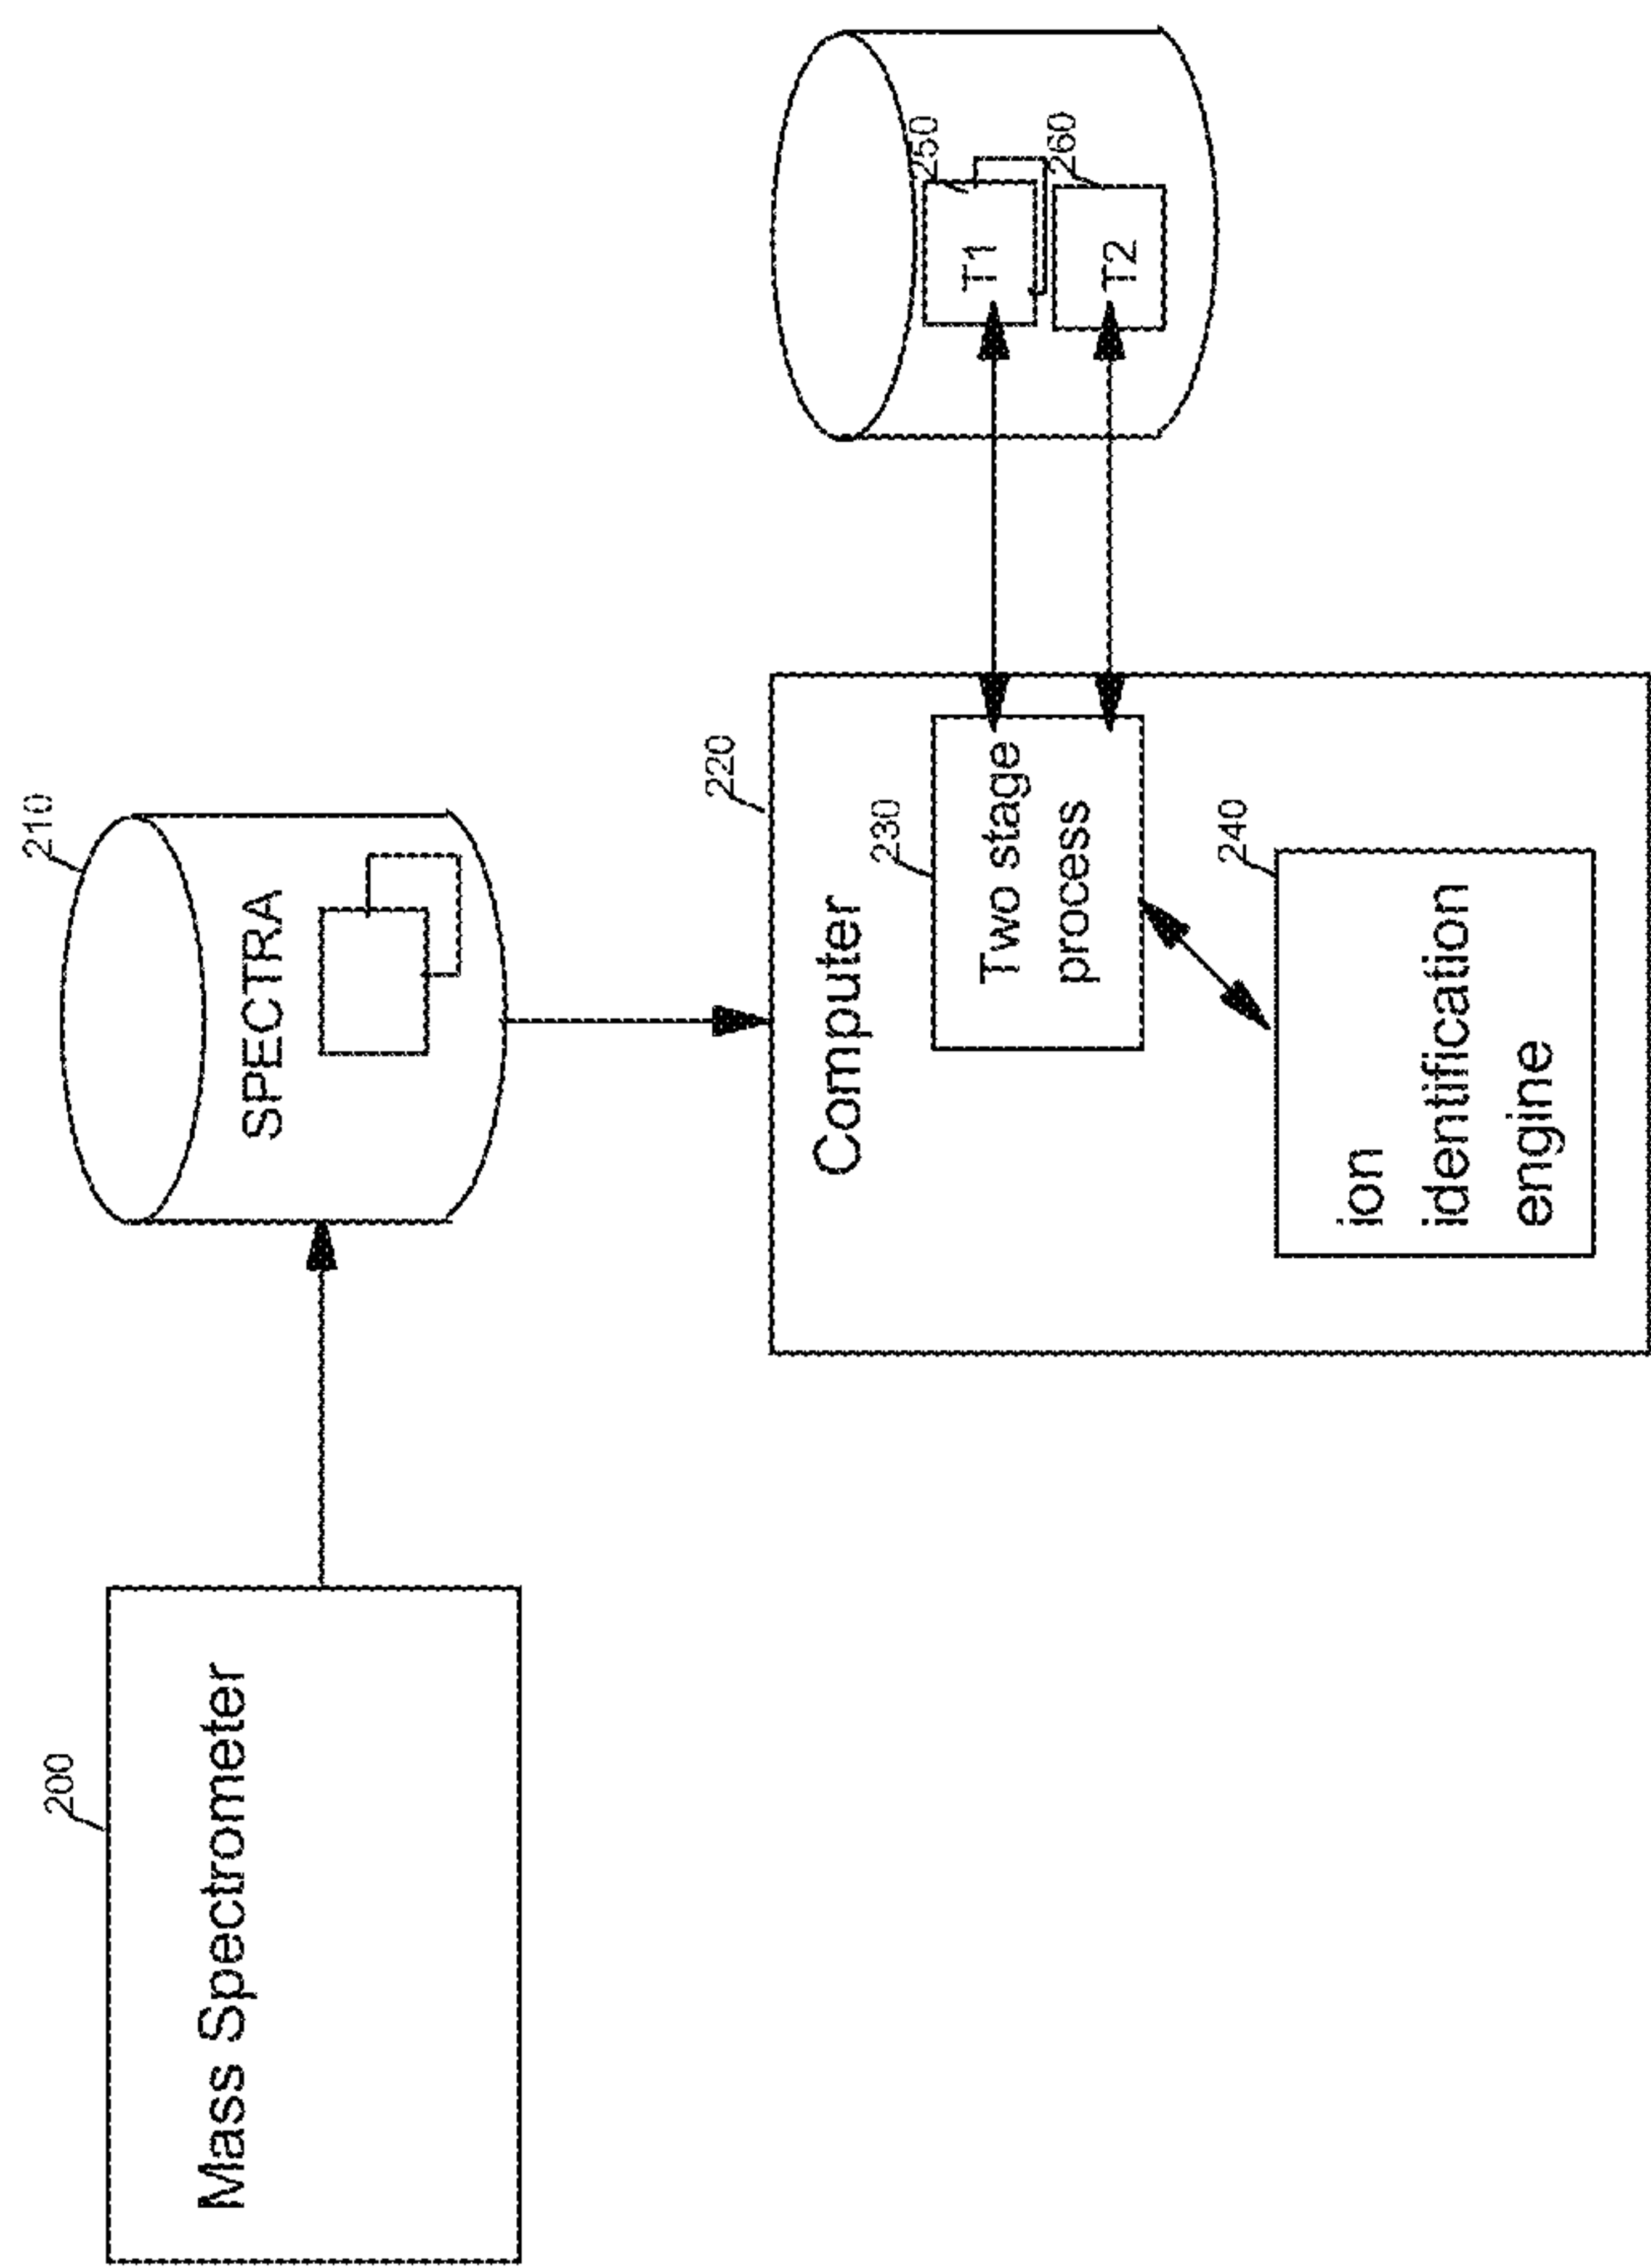 200
Mass Spectrometer
210
SPECTRA
220
Computer
230
Two stage
process
240
ion
identification
engine
250
T1
260
T2